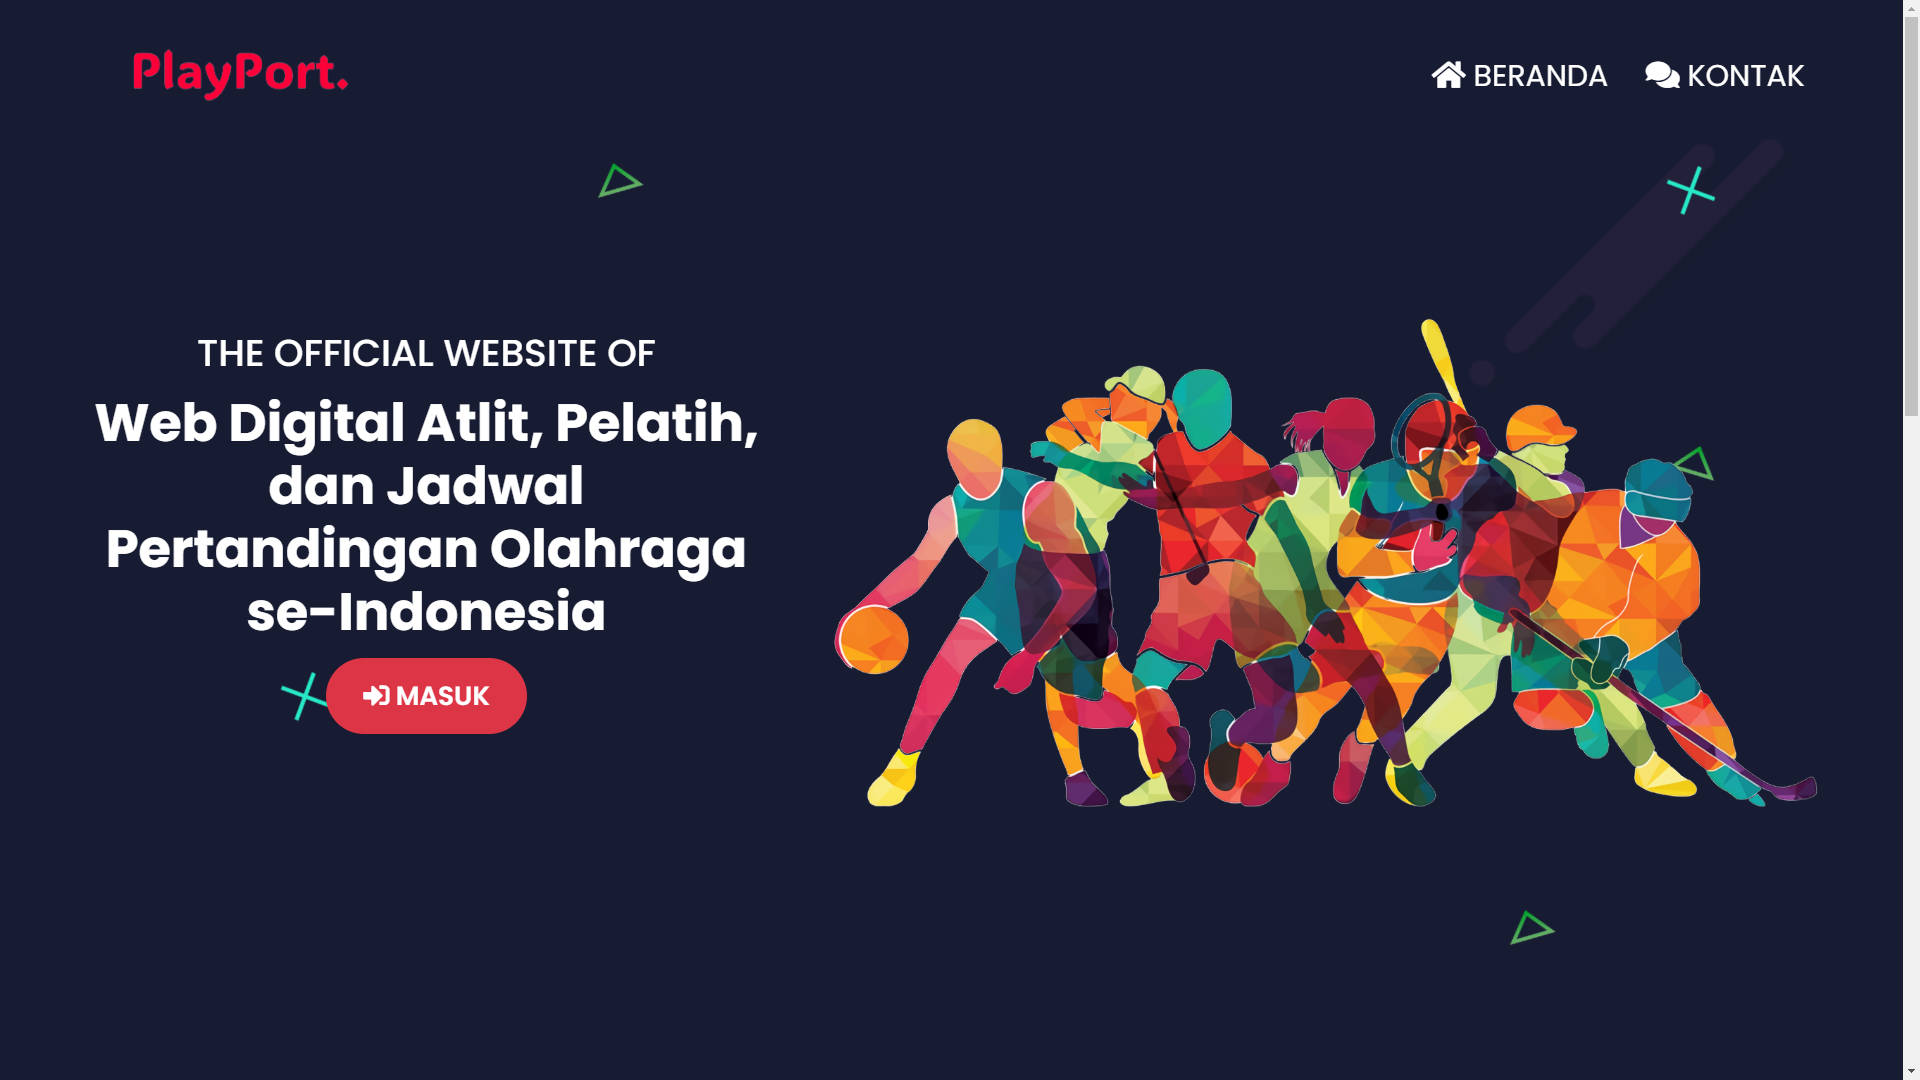 PlayPort.
BERANDA
KONTAK
THE OFFICIAL WEBSITE OF
Web Digital Atlit, Pelatih,
dan Jadwal
Pertandingan Olahraga
se-Indonesia
MASUK